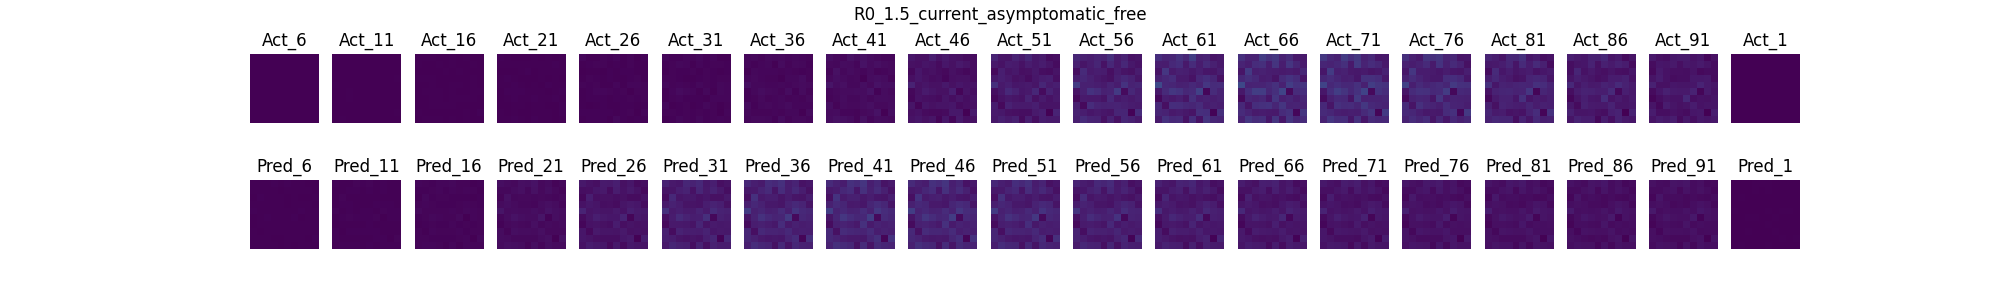 R0_1.5_current_asymptomatic_free
Act_6 Act_11 Act_16 Act_21 Act_26 Act_31 Act_36 Act_41 Act_46 Act_51 Act_56 Act_61 Act_66 Act_71 Act_76 Act_81 Act_86 Act_91 Act_1
Pred_6 Pred_11 Pred_16 Pred_21 Pred_26 Pred_31 Pred_36 Pred_41 Pred_46 Pred_51 Pred_56 Pred_61 Pred_66 Pred_71 Pred_76 Pred_81 Pred_86 Pred_91 Pred_1